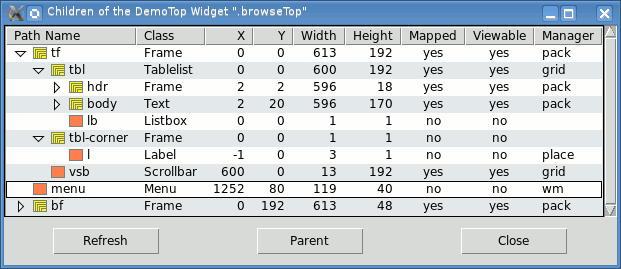 Children of the DemoTop Widget ".browseTop"
Path Name Class X Y Width Height Mapped Viewable Manager
tf Frame 0 0 613 192 yes yes pack
tbl Tablelist 0 0 600 192 yes yes grid
hdr Frame 2 2 596 18 yes yes pack
body Text 2 20 596 170 yes yes pack
lb Listbox 0 0 1 1 no no
tbl-corner Frame 0 0 1 1 no no
l Label -1 0 3 1 no no place
vsb Scrollbar 600 0 13 192 yes yes grid
menu Menu 1252 80 119 40 no no wm
bf Frame 0 192 613 48 yes yes pack
Refresh Parent Close